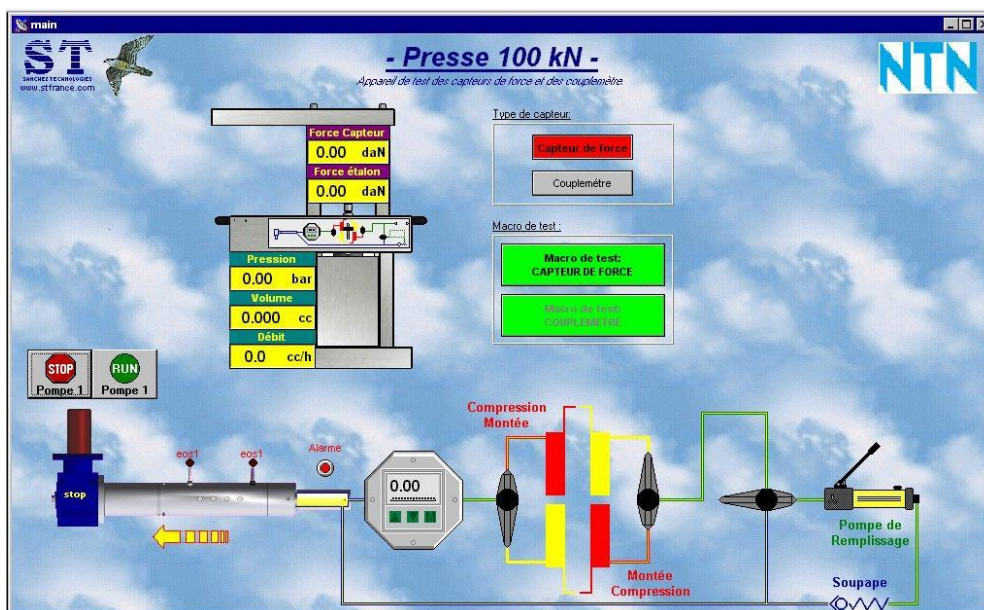 main
ST
SANCHEZ TECHNOLOGIES
www.stfrance.com
- Presse 100 kN -
Appareil de test des capteurs de force et des couplemètre.
NTN
Force Capteur
0.00 daN
Force étalon
0.00 daN
Type de capteur:
Capteur de force
Couplemétre
Pression
0.00 bar
Volume
0.000 cc
Débit
0.0 cc/h
Macro de test :
Macro de test:
CAPTEUR DE FORCE
Macro de test:
COUPLEMETRE
STOP
Pompe 1
RUN
Pompe 1
stop
eos1
eos1
Alarme
0.00
Compression
Montée
Montée
Compression
Pompe de
Remplissage
Soupape